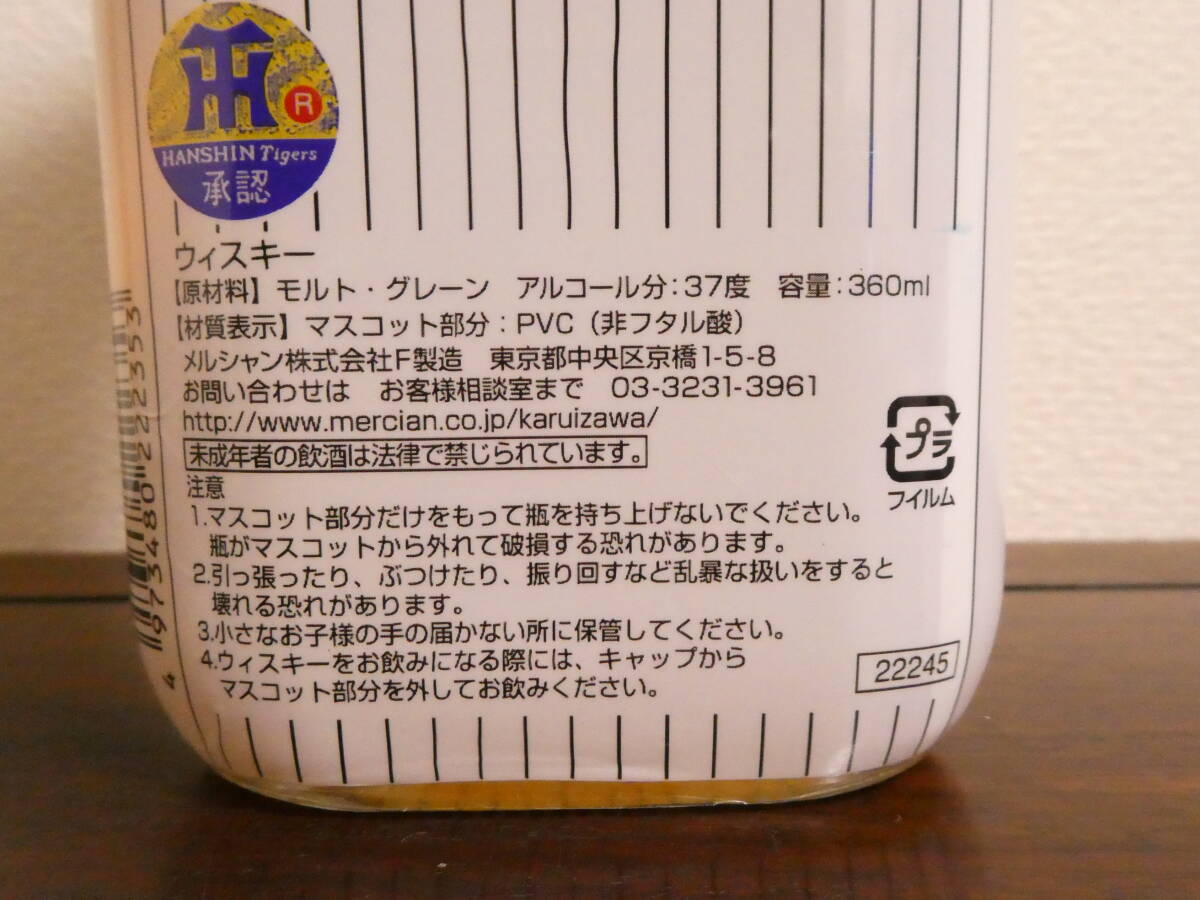 HT
R
HANSHIN Tigers
承認
ウィスキー
【原材料】モルト・グレーン アルコール分:37度 容量:360ml
【材質表示】マスコット部分:PVC(非フタル酸)
メルシャン株式会社F製造 東京都中央区京橋1-5-8
お問い合わせは お客様相談室まで 03-3231-3961
http://www.mercian.co.jp/karuizawa/
未成年者の飲酒は法律で禁じられています。
注意
1.マスコット部分だけをもって瓶を持ち上げないでください。
瓶がマスコットから外れて破損する恐れがあります。
2.引っ張ったり、ぶつけたり、振り回すなど乱暴な扱いをすると
壊れる恐れがあります。
3.小さなお子様の手の届かない所に保管してください。
4.ウィスキーをお飲みになる際には、キャップから
マスコット部分を外してお飲みください。
プラ
フイルム
22245
4 973480 222353